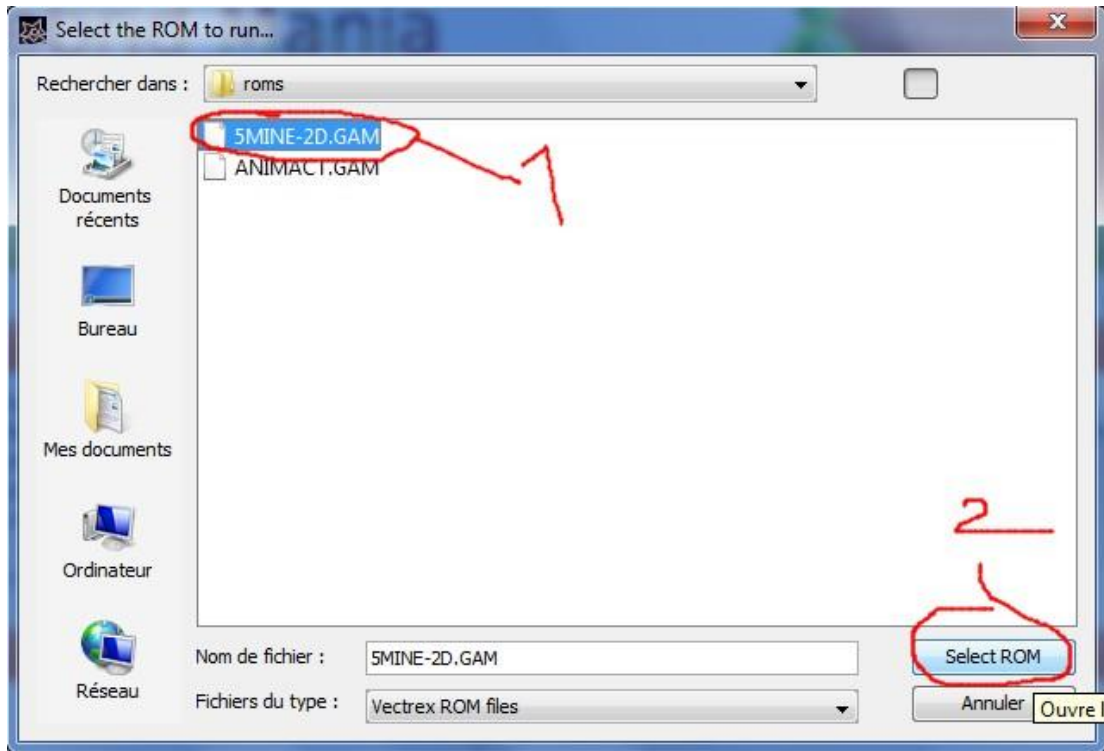 Select the ROM to run...
Rechercher dans :
roms
5MINE-2D.GAM
ANIMACT.GAM
1
Documents
récents
Bureau
Mes documents
Ordinateur
Réseau
2
Nom de fichier :
5MINE-2D.GAM
Select ROM
Fichiers du type :
Vectrex ROM files
Annuler
Ouvre l